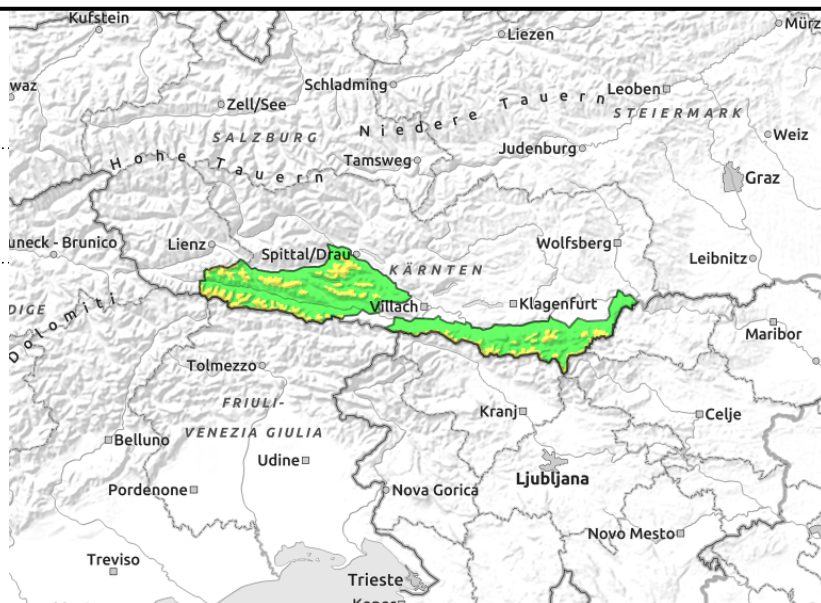 Kufstein
Liezen
Mürz
waz
Schladming
Leoben
Zell/See
Niedere Tauern
STEIERMARK
SALZBURG
Weiz
Hohe Tauern
Tamsweg
Judenburg
Graz
uneck - Brunico
Lienz
Spittal/Drau
KÄRNTEN
Wolfsberg
Leibnitz
DIGE
Dolomiti
Villach
Klagenfurt
Maribor
Tolmezzo
FRIULI-
VENEZIA GIULIA
Kranj
Celje
Belluno
Udine
Ljubljana
Pordenone
Nova Gorica
Novo Mesto
Treviso
Trieste